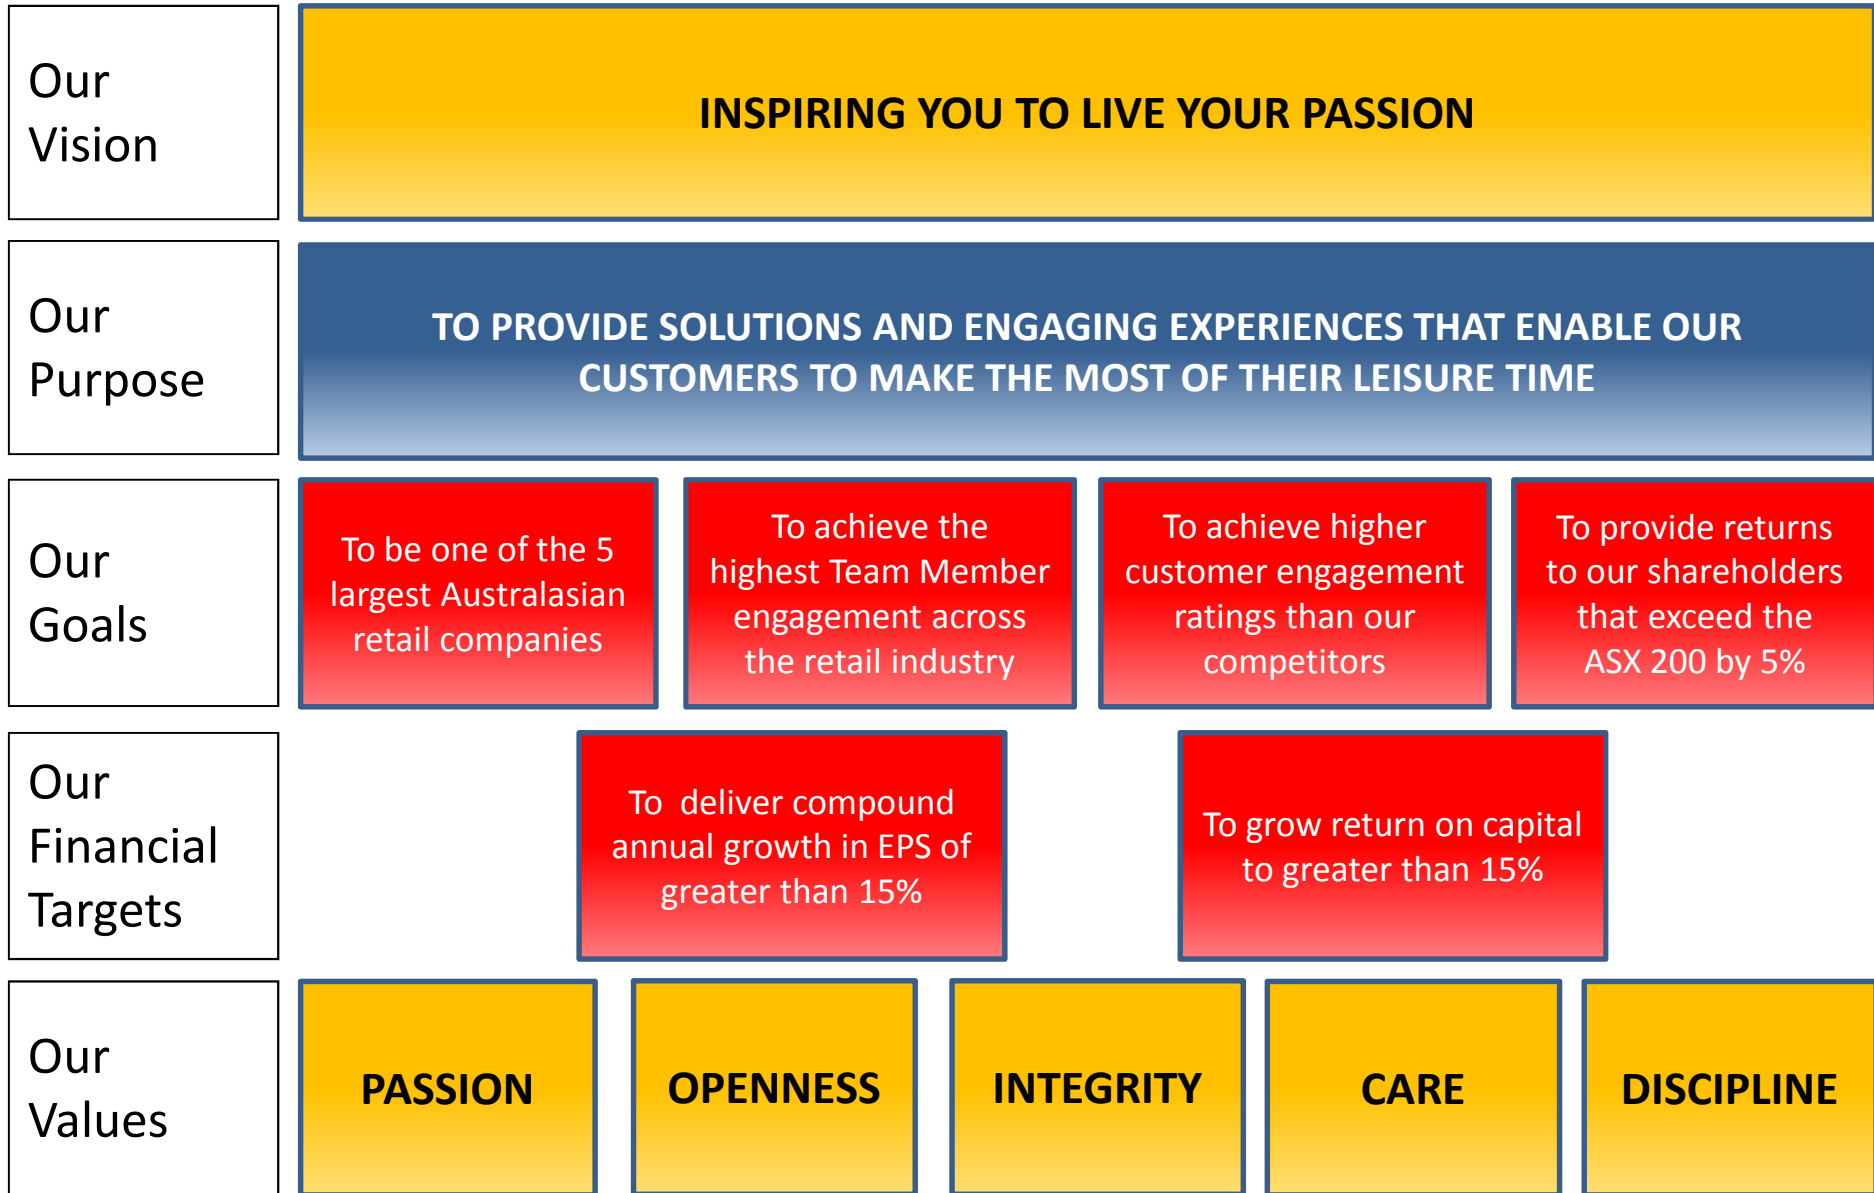 Our
Vision
INSPIRING YOU TO LIVE YOUR PASSION
Our
Purpose
TO PROVIDE SOLUTIONS AND ENGAGING EXPERIENCES THAT ENABLE OUR
CUSTOMERS TO MAKE THE MOST OF THEIR LEISURE TIME
Our
Goals
To be one of the 5
largest Australasian
retail companies
To achieve the
highest Team Member
engagement across
the retail industry
To achieve higher
customer engagement
ratings than our
competitors
To provide returns
to our shareholders
that exceed the
ASX 200 by 5%
Our
Financial
Targets
To deliver compound
annual growth in EPS of
greater than 15%
To grow return on capital
to greater than 15%
Our
Values
PASSION
OPENNESS
INTEGRITY
CARE
DISCIPLINE